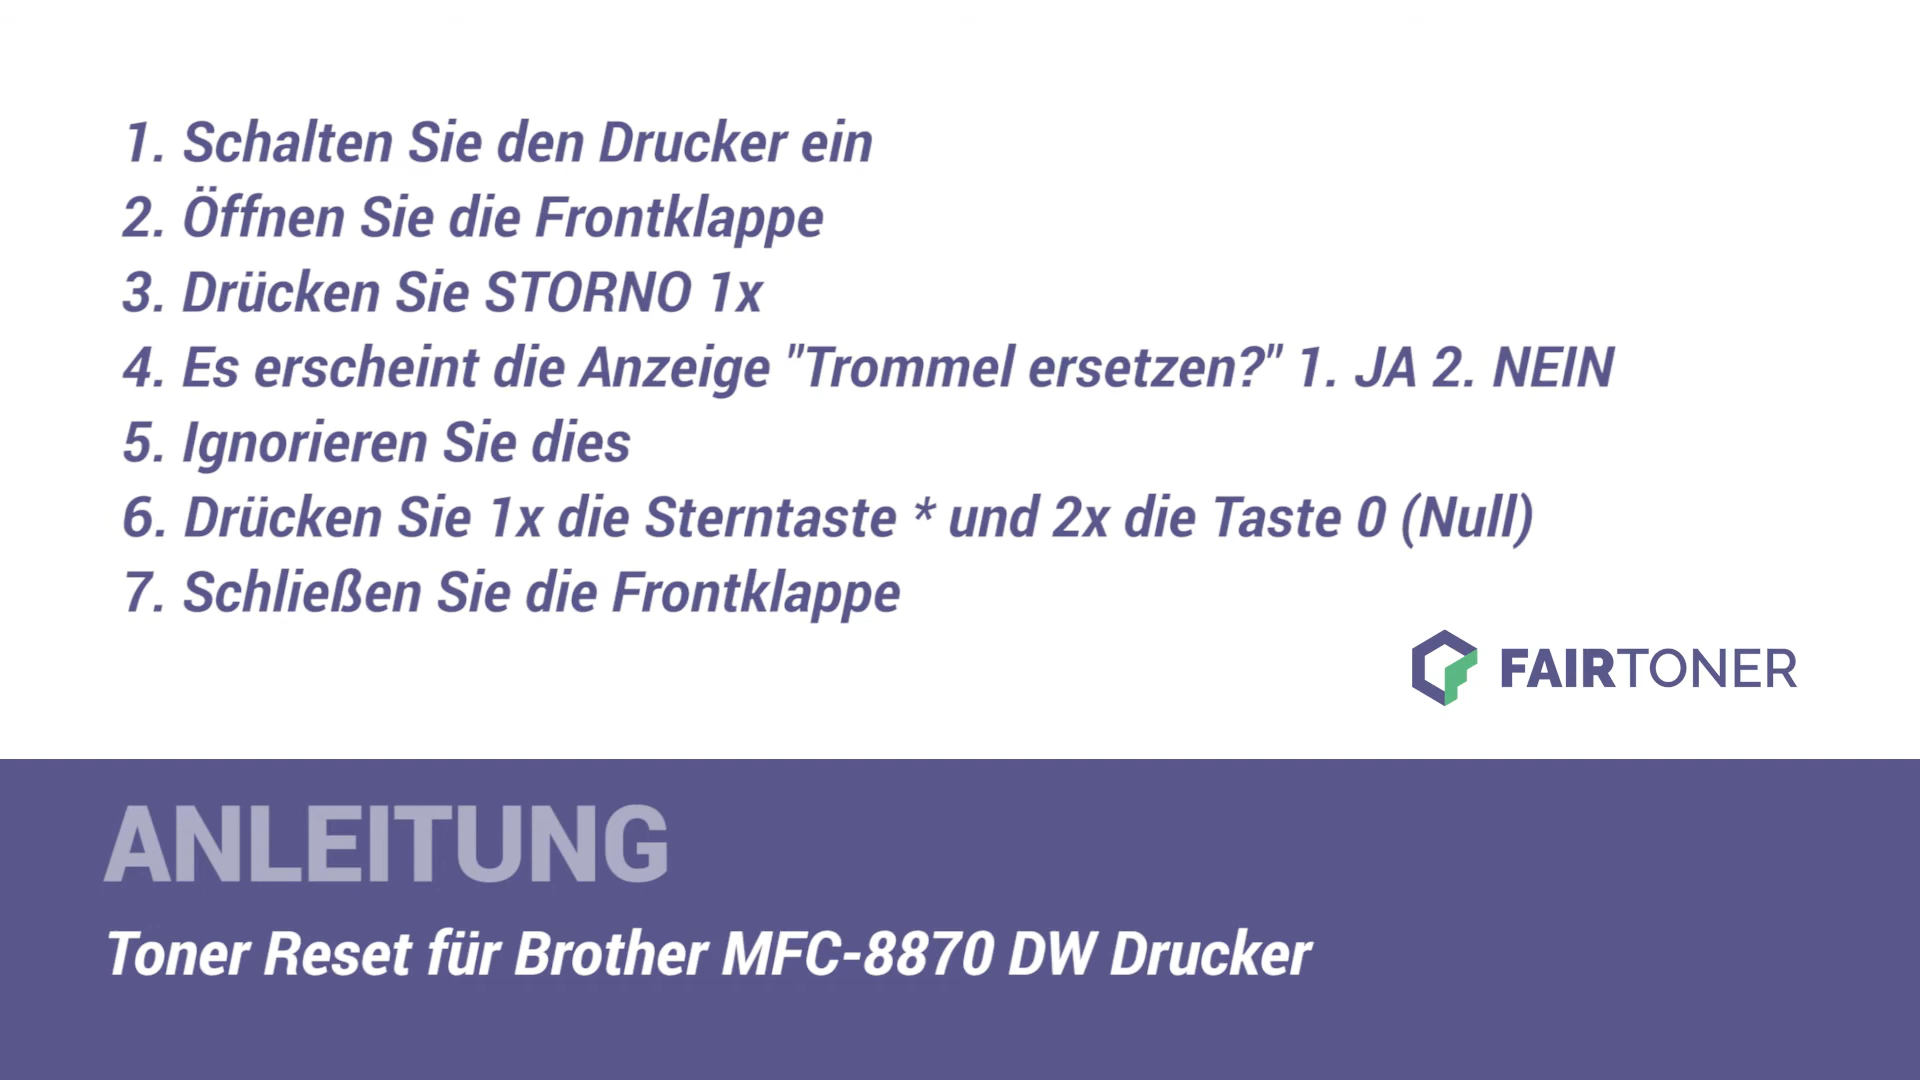 1. Schalten Sie den Drucker ein
2. Öffnen Sie die Frontklappe
3. Drücken Sie STORNO 1x
4. Es erscheint die Anzeige "Trommel ersetzen?" 1. JA 2. NEIN
5. Ignorieren Sie dies
6. Drücken Sie 1x die Sterntaste * und 2x die Taste 0 (Null)
7. Schließen Sie die Frontklappe
FAIRTONER
ANLEITUNG
Toner Reset für Brother MFC-8870 DW Drucker